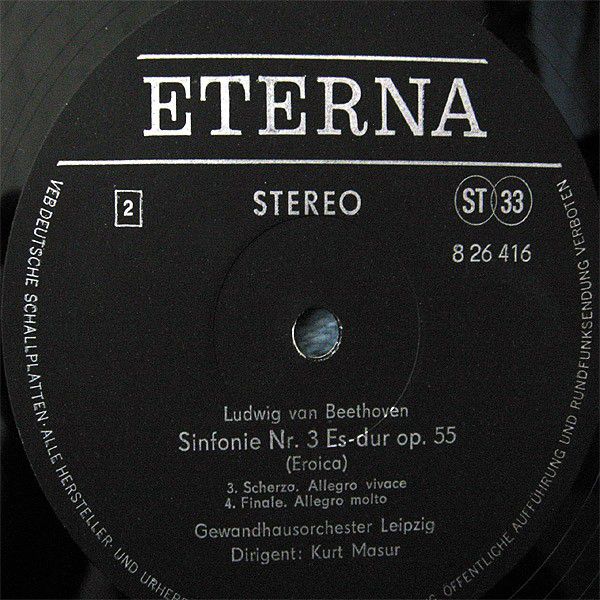 ETERNA
2
STEREO
ST 33
8 26 416
Ludwig van Beethoven
Sinfonie Nr. 3 Es-dur op. 55
(Eroica)
3. Scherzo. Allegro vivace
4. Finale. Allegro molto
Gewandhausorchester Leipzig
Dirigent: Kurt Masur
VEB DEUTSCHE SCHALLPLATTEN · ALLE HERSTELLER- UND
ÖFFENTLICHE AUFFÜHRUNG UND RUNDFUNKSENDUNG VERBOTEN